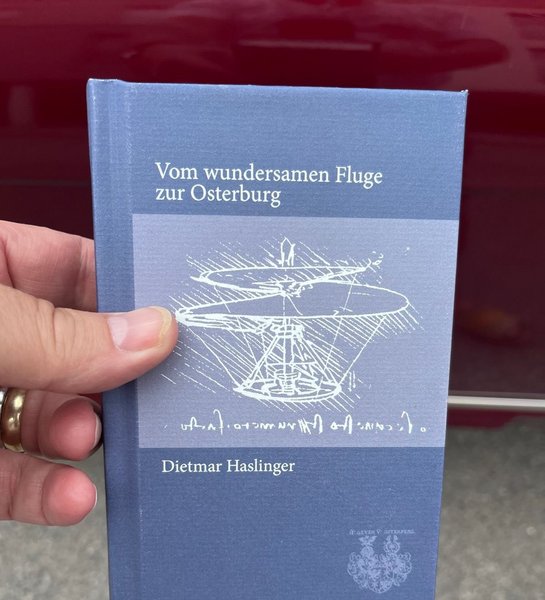 Vom wundersamen Fluge
zur Osterburg
Dietmar Haslinger